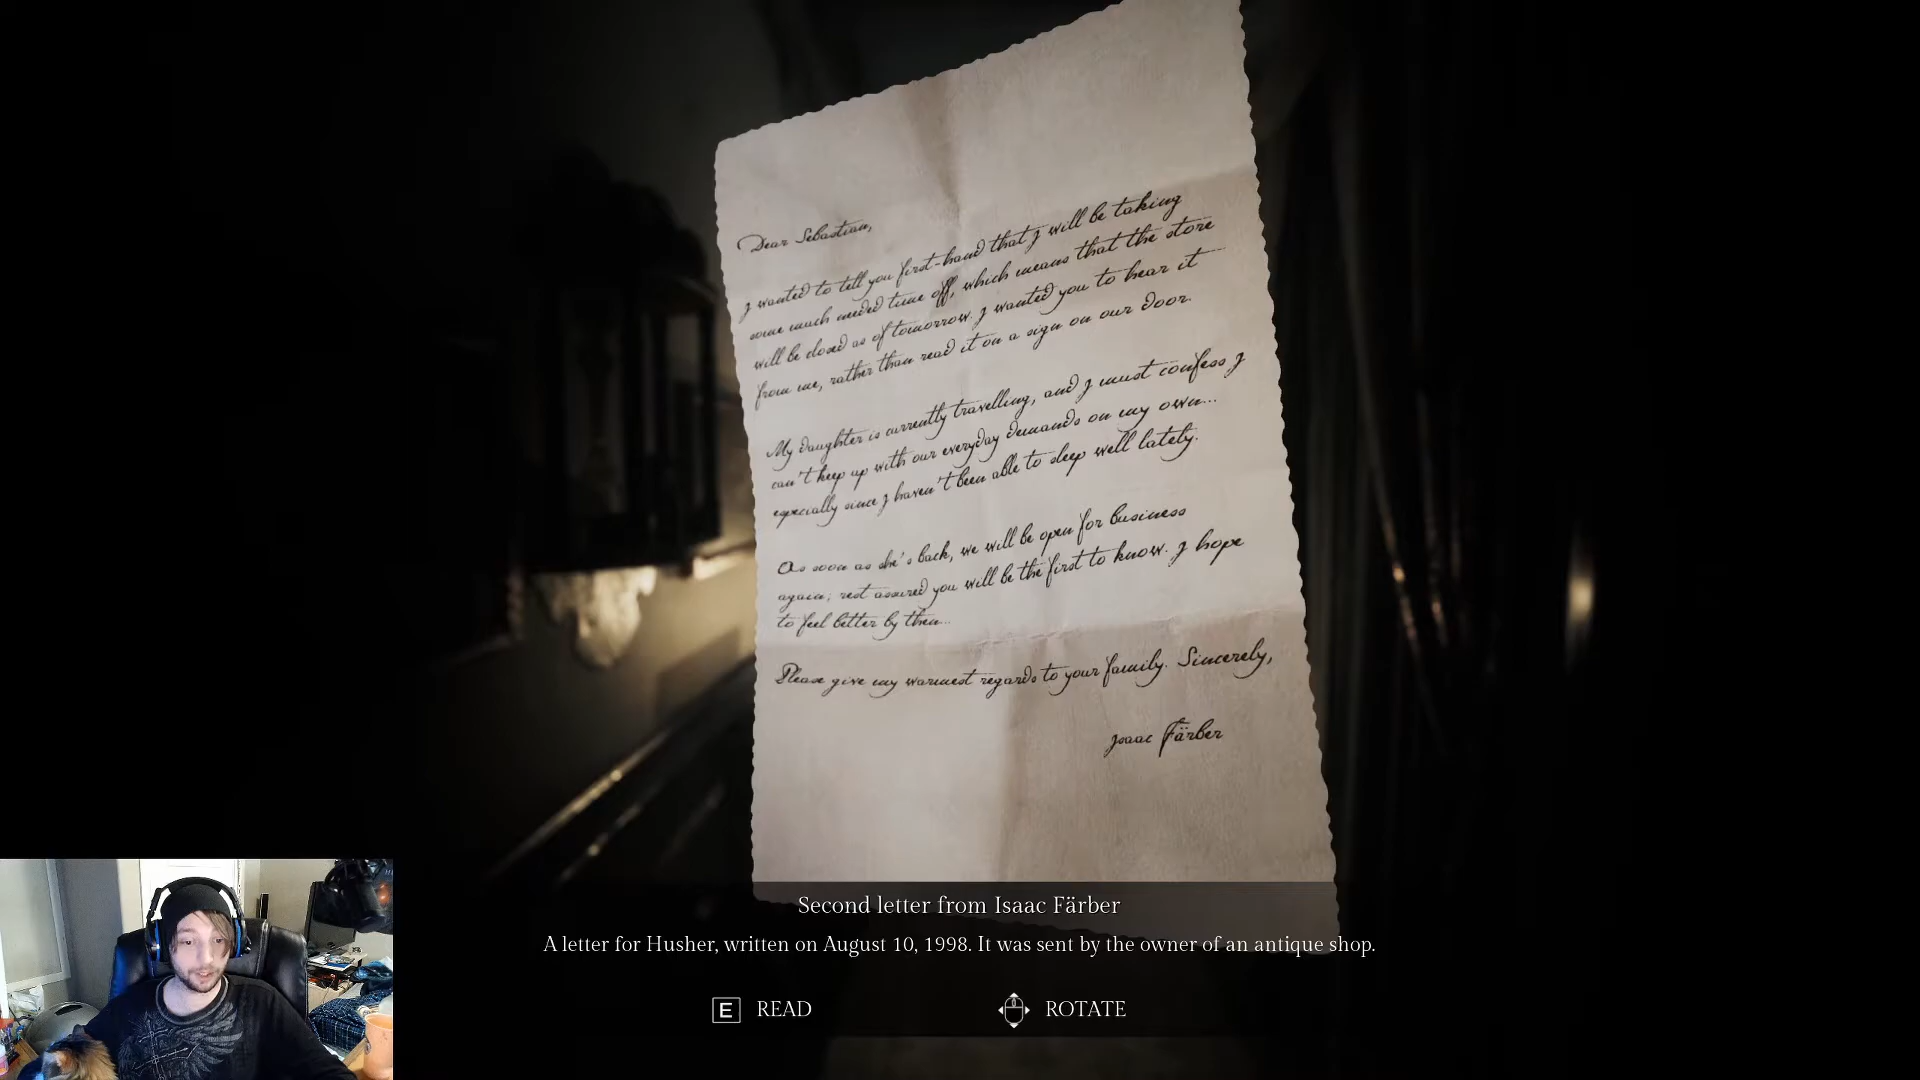 Dear Sebastian,
I wanted to tell you first-hand that I will be taking
some much needed time off, which means that the store
will be closed as of tomorrow. I wanted you to hear it
from me, rather than read it on a sign on our door.
My daughter is currently travelling, and I must confess I
can't keep up with our everyday demands on my own...
especially since I haven't been able to sleep well lately.
As soon as she's back, we will be open for business
again; rest assured you will be the first to know. I hope
to feel better by then...
Please give my warmest regards to your family. Sincerely,
Isaac Färber
Second letter from Isaac Färber
A letter for Husher, written on August 10, 1998. It was sent by the owner of an antique shop.
E READ
ROTATE